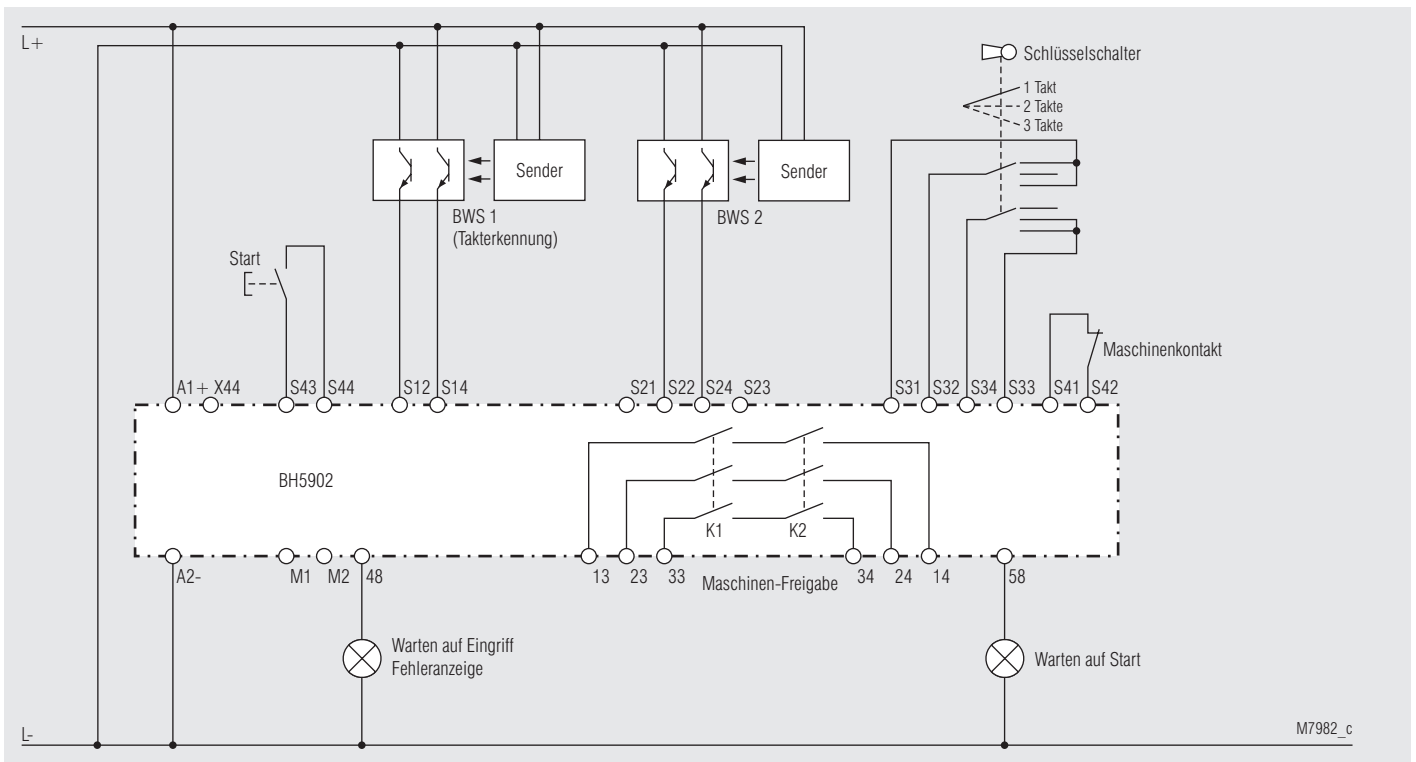 L+
Schlüsselschalter
1 Takt
2 Takte
3 Takte
Sender
Sender
BWS 1
(Takterkennung)
BWS 2
Start
Maschinenkontakt
A1+ X44 S43 S44 S12 S14 S21 S22 S24 S23 S31 S32 S34 S33 S41 S42
BH5902
K1 K2
A2- M1 M2 48 13 23 33 Maschinen-Freigabe 34 24 14 58
Warten auf Eingriff
Fehleranzeige
Warten auf Start
L-
M7982_c